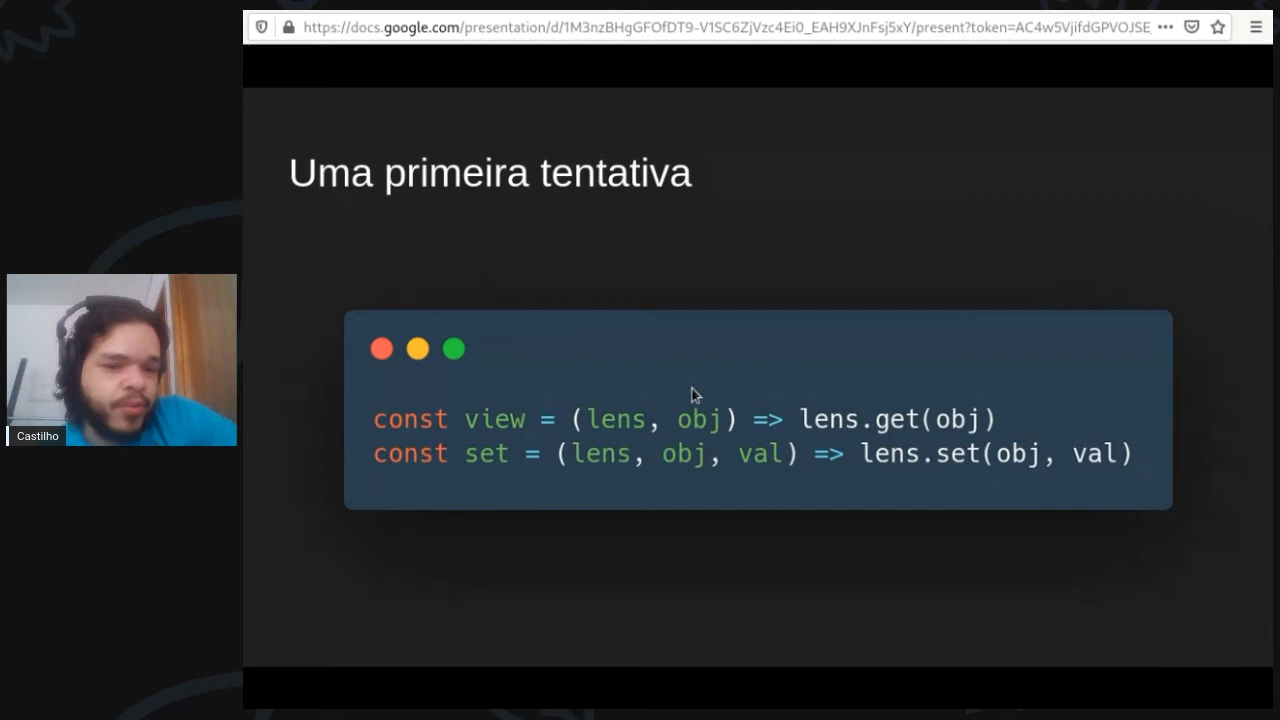 https://docs.google.com/presentation/d/1M3nzBHgGFOfDT9-V1SC6ZjVzc4Ei0_EAH9XJnFsj5xY/present?token=AC4w5VjifdGPVOJSE
Uma primeira tentativa
const view = (lens, obj) => lens.get(obj)
const set = (lens, obj, val) => lens.set(obj, val)
Castilho